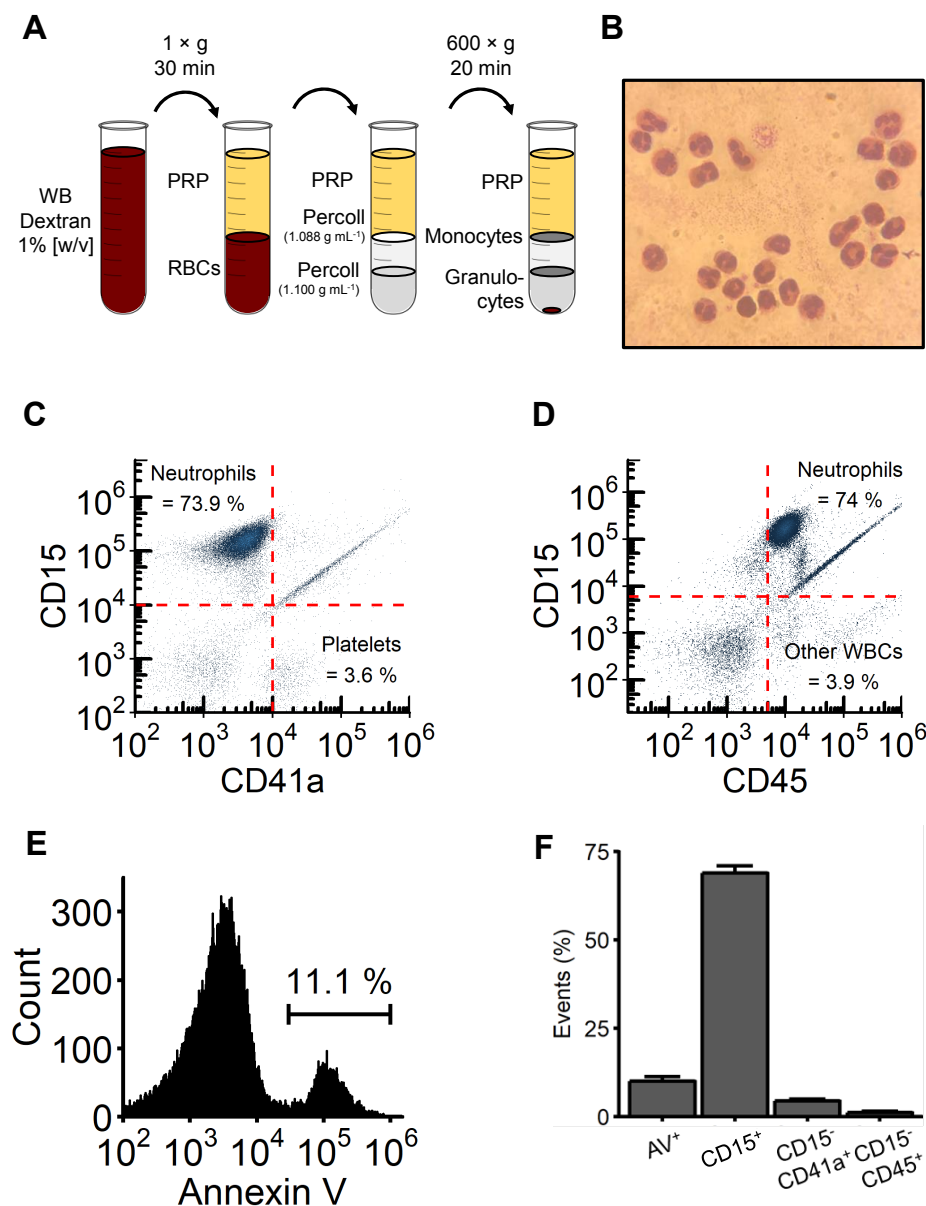 A
1 × g
30 min
600 × g
20 min
WB
Dextran
1% [w/v]
PRP
RBCs
PRP
Percoll
(1.088 g mL⁻¹)
Percoll
(1.100 g mL⁻¹)
PRP
Monocytes
Granulo-
cytes
B
C
CD15
10⁶
10⁵
10⁴
10³
10²
Neutrophils
= 73.9 %
Platelets
= 3.6 %
10² 10³ 10⁴ 10⁵ 10⁶
CD41a
D
CD15
10⁶
10⁵
10⁴
10³
10²
Neutrophils
= 74 %
Other WBCs
= 3.9 %
10² 10³ 10⁴ 10⁵ 10⁶
CD45
E
Count
300
200
100
0
11.1 %
10² 10³ 10⁴ 10⁵ 10⁶
Annexin V
F
Events (%)
75
50
25
0
AV⁺
CD15⁺
CD15⁻
CD41a⁺
CD15⁻
CD45⁺